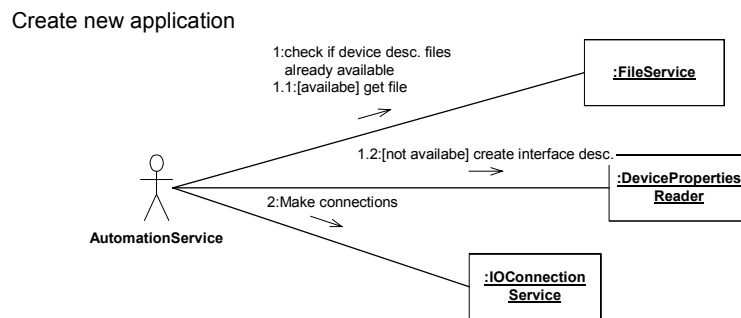 Create new application
1:check if device desc. files
already available
1.1:[availabe] get file
:FileService
1.2:[not availabe] create interface desc.
:DeviceProperties
Reader
2:Make connections
AutomationService
:IOConnection
Service